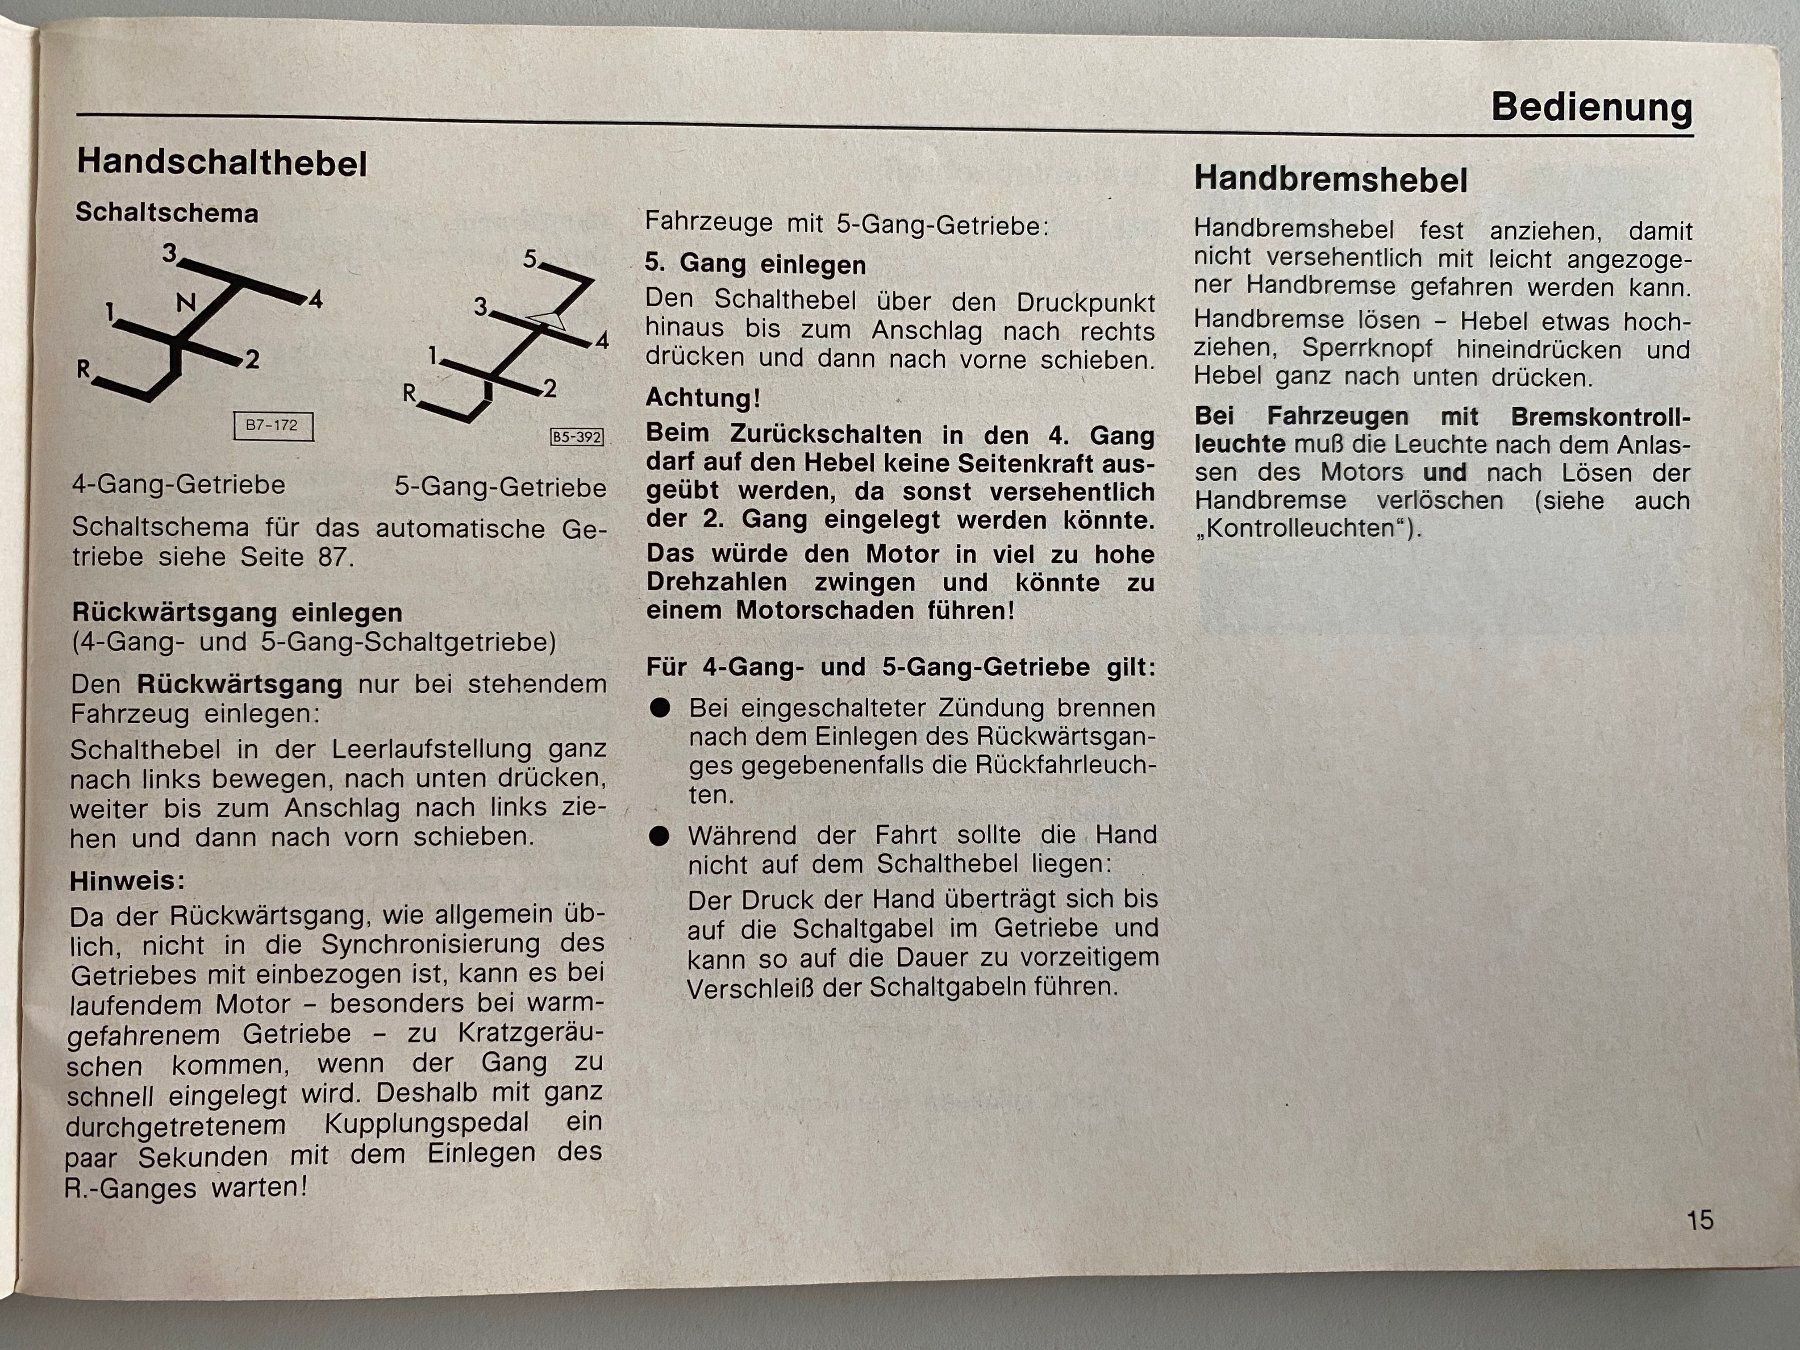 Bedienung
Handschalthebel
Schaltschema
3
N
4
1
2
R
B7-172
5
3
4
1
2
R
B5-392
4-Gang-Getriebe
5-Gang-Getriebe
Schaltschema für das automatische Ge-
triebe siehe Seite 87.
Rückwärtsgang einlegen
(4-Gang- und 5-Gang-Schaltgetriebe)
Den Rückwärtsgang nur bei stehendem
Fahrzeug einlegen:
Schalthebel in der Leerlaufstellung ganz
nach links bewegen, nach unten drücken,
weiter bis zum Anschlag nach links zie-
hen und dann nach vorn schieben.
Hinweis:
Da der Rückwärtsgang, wie allgemein üb-
lich, nicht in die Synchronisierung des
Getriebes mit einbezogen ist, kann es bei
laufendem Motor – besonders bei warm-
gefahrenem Getriebe – zu Kratzgeräu-
schen kommen, wenn der Gang zu
schnell eingelegt wird. Deshalb mit ganz
durchgetretenem Kupplungspedal ein
paar Sekunden mit dem Einlegen des
R.-Ganges warten!
Fahrzeuge mit 5-Gang-Getriebe:
5. Gang einlegen
Den Schalthebel über den Druckpunkt
hinaus bis zum Anschlag nach rechts
drücken und dann nach vorne schieben.
Achtung!
Beim Zurückschalten in den 4. Gang
darf auf den Hebel keine Seitenkraft aus-
geübt werden, da sonst versehentlich
der 2. Gang eingelegt werden könnte.
Das würde den Motor in viel zu hohe
Drehzahlen zwingen und könnte zu
einem Motorschaden führen!
Für 4-Gang- und 5-Gang-Getriebe gilt:
● Bei eingeschalteter Zündung brennen
nach dem Einlegen des Rückwärtsgan-
ges gegebenenfalls die Rückfahrleuch-
ten.
● Während der Fahrt sollte die Hand
nicht auf dem Schalthebel liegen:
Der Druck der Hand überträgt sich bis
auf die Schaltgabel im Getriebe und
kann so auf die Dauer zu vorzeitigem
Verschleiß der Schaltgabeln führen.
Handbremshebel
Handbremshebel fest anziehen, damit
nicht versehentlich mit leicht angezoge-
ner Handbremse gefahren werden kann.
Handbremse lösen – Hebel etwas hoch-
ziehen, Sperrknopf hineindrücken und
Hebel ganz nach unten drücken.
Bei Fahrzeugen mit Bremskontroll-
leuchte muß die Leuchte nach dem Anlas-
sen des Motors und nach Lösen der
Handbremse verlöschen (siehe auch
„Kontrolleuchten“).
15